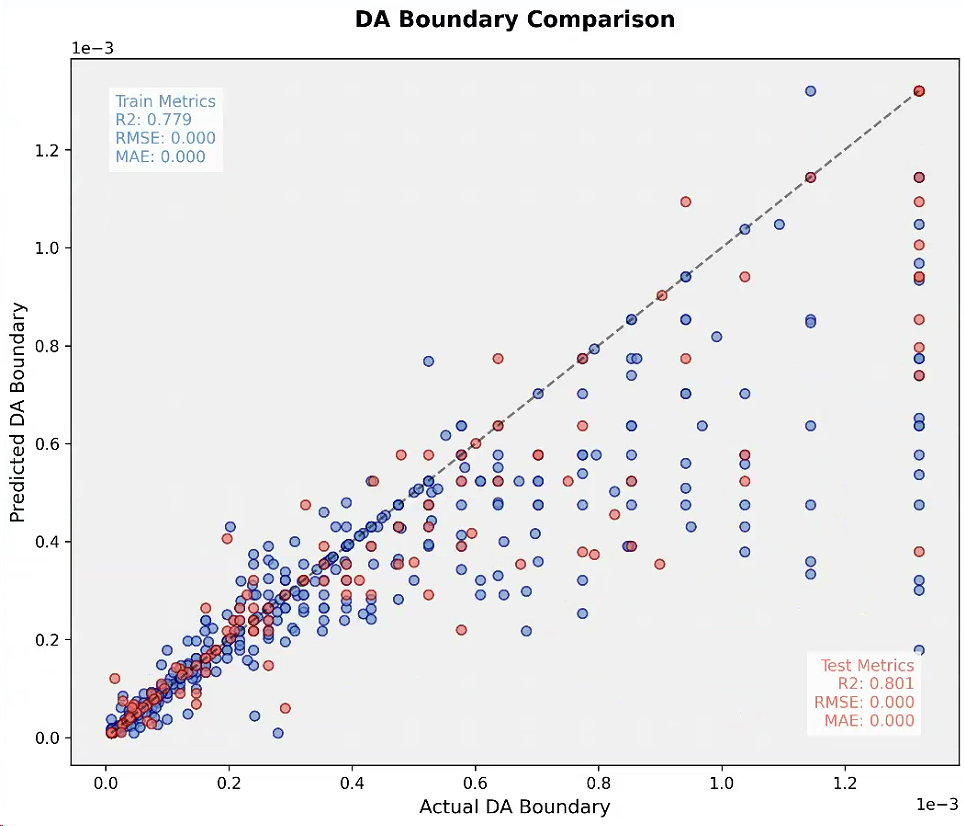 DA Boundary Comparison
1e−3
Train Metrics
R2: 0.779
RMSE: 0.000
MAE: 0.000
1.2
1.0
0.8
0.6
0.4
0.2
0.0
Predicted DA Boundary
Test Metrics
R2: 0.801
RMSE: 0.000
MAE: 0.000
0.0 0.2 0.4 0.6 0.8 1.0 1.2
Actual DA Boundary
1e−3